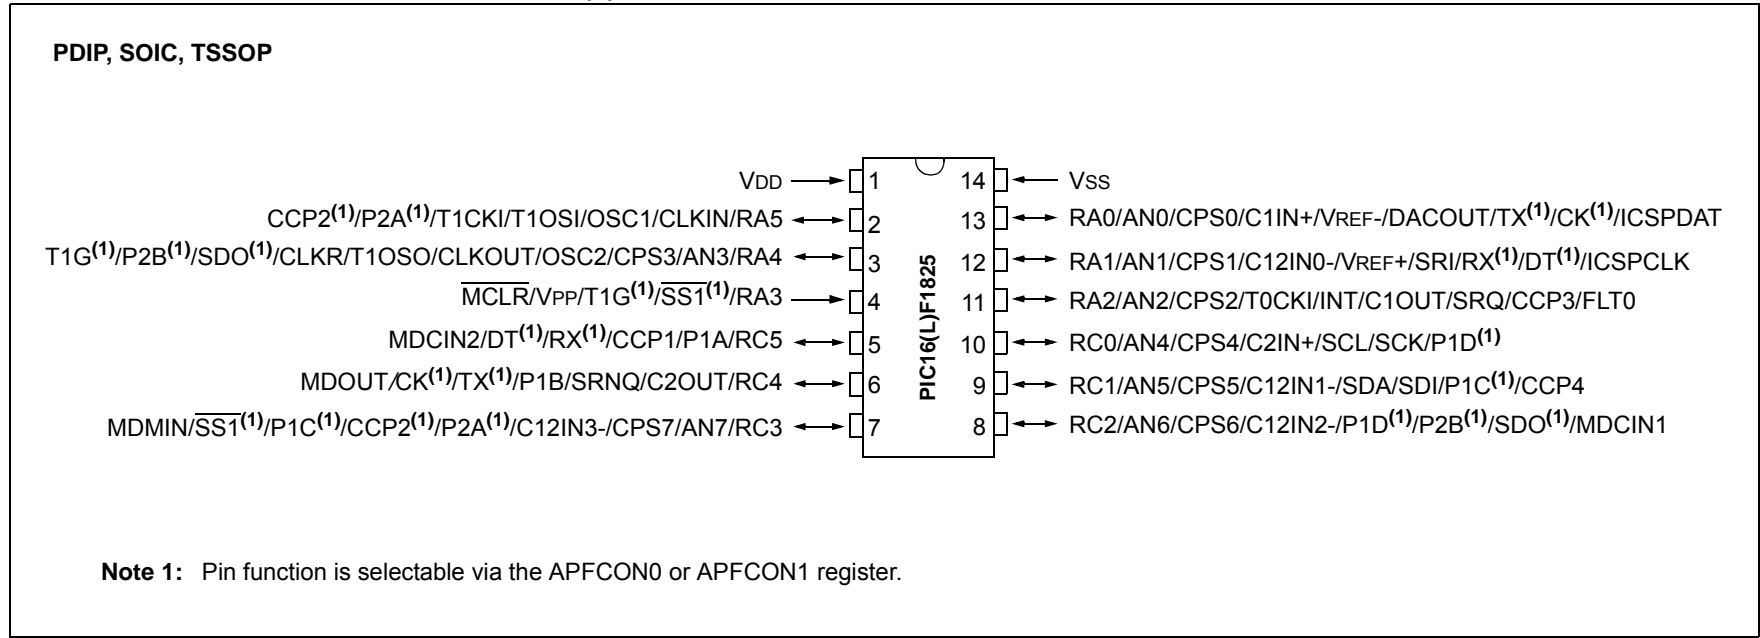 PDIP, SOIC, TSSOP
VDD 1 14 VSS
CCP2(1)/P2A(1)/T1CKI/T1OSI/OSC1/CLKIN/RA5 2 13 RA0/AN0/CPS0/C1IN+/VREF-/DACOUT/TX(1)/CK(1)/ICSPDAT
T1G(1)/P2B(1)/SDO(1)/CLKR/T1OSO/CLKOUT/OSC2/CPS3/AN3/RA4 3 12 RA1/AN1/CPS1/C12IN0-/VREF+/SRI/RX(1)/DT(1)/ICSPCLK
MCLR/VPP/T1G(1)/SS1(1)/RA3 4 11 RA2/AN2/CPS2/T0CKI/INT/C1OUT/SRQ/CCP3/FLT0
MDCIN2/DT(1)/RX(1)/CCP1/P1A/RC5 5 10 RC0/AN4/CPS4/C2IN+/SCL/SCK/P1D(1)
MDOUT/CK(1)/TX(1)/P1B/SRNQ/C2OUT/RC4 6 9 RC1/AN5/CPS5/C12IN1-/SDA/SDI/P1C(1)/CCP4
MDMIN/SS1(1)/P1C(1)/CCP2(1)/P2A(1)/C12IN3-/CPS7/AN7/RC3 7 8 RC2/AN6/CPS6/C12IN2-/P1D(1)/P2B(1)/SDO(1)/MDCIN1
PIC16(L)F1825
Note 1: Pin function is selectable via the APFCON0 or APFCON1 register.